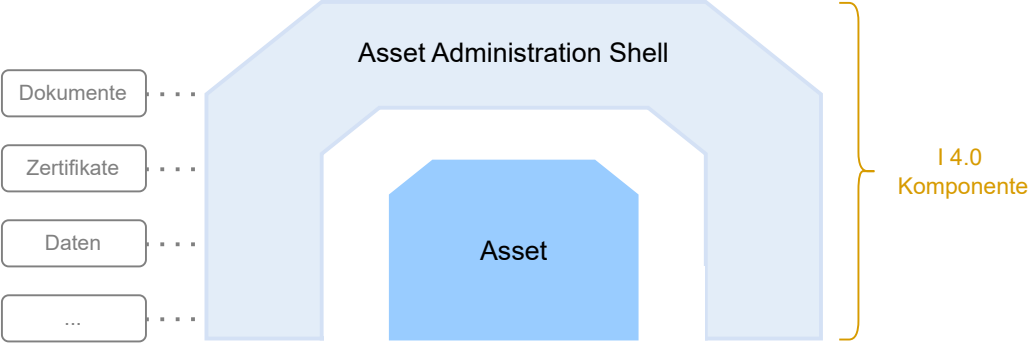 Asset Administration Shell
Dokumente
Zertifikate
Daten
...
Asset
I 4.0
Komponente